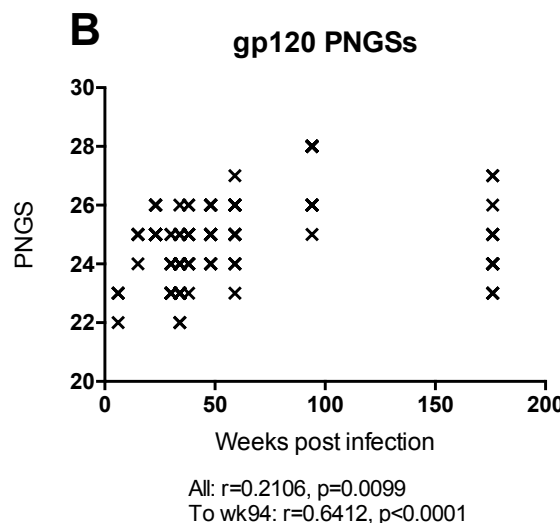 B
gp120 PNGSs
30
28
26
24
22
20
PNGS
0
50
100
150
200
Weeks post infection
All: r=0.2106, p=0.0099
To wk94: r=0.6412, p<0.0001